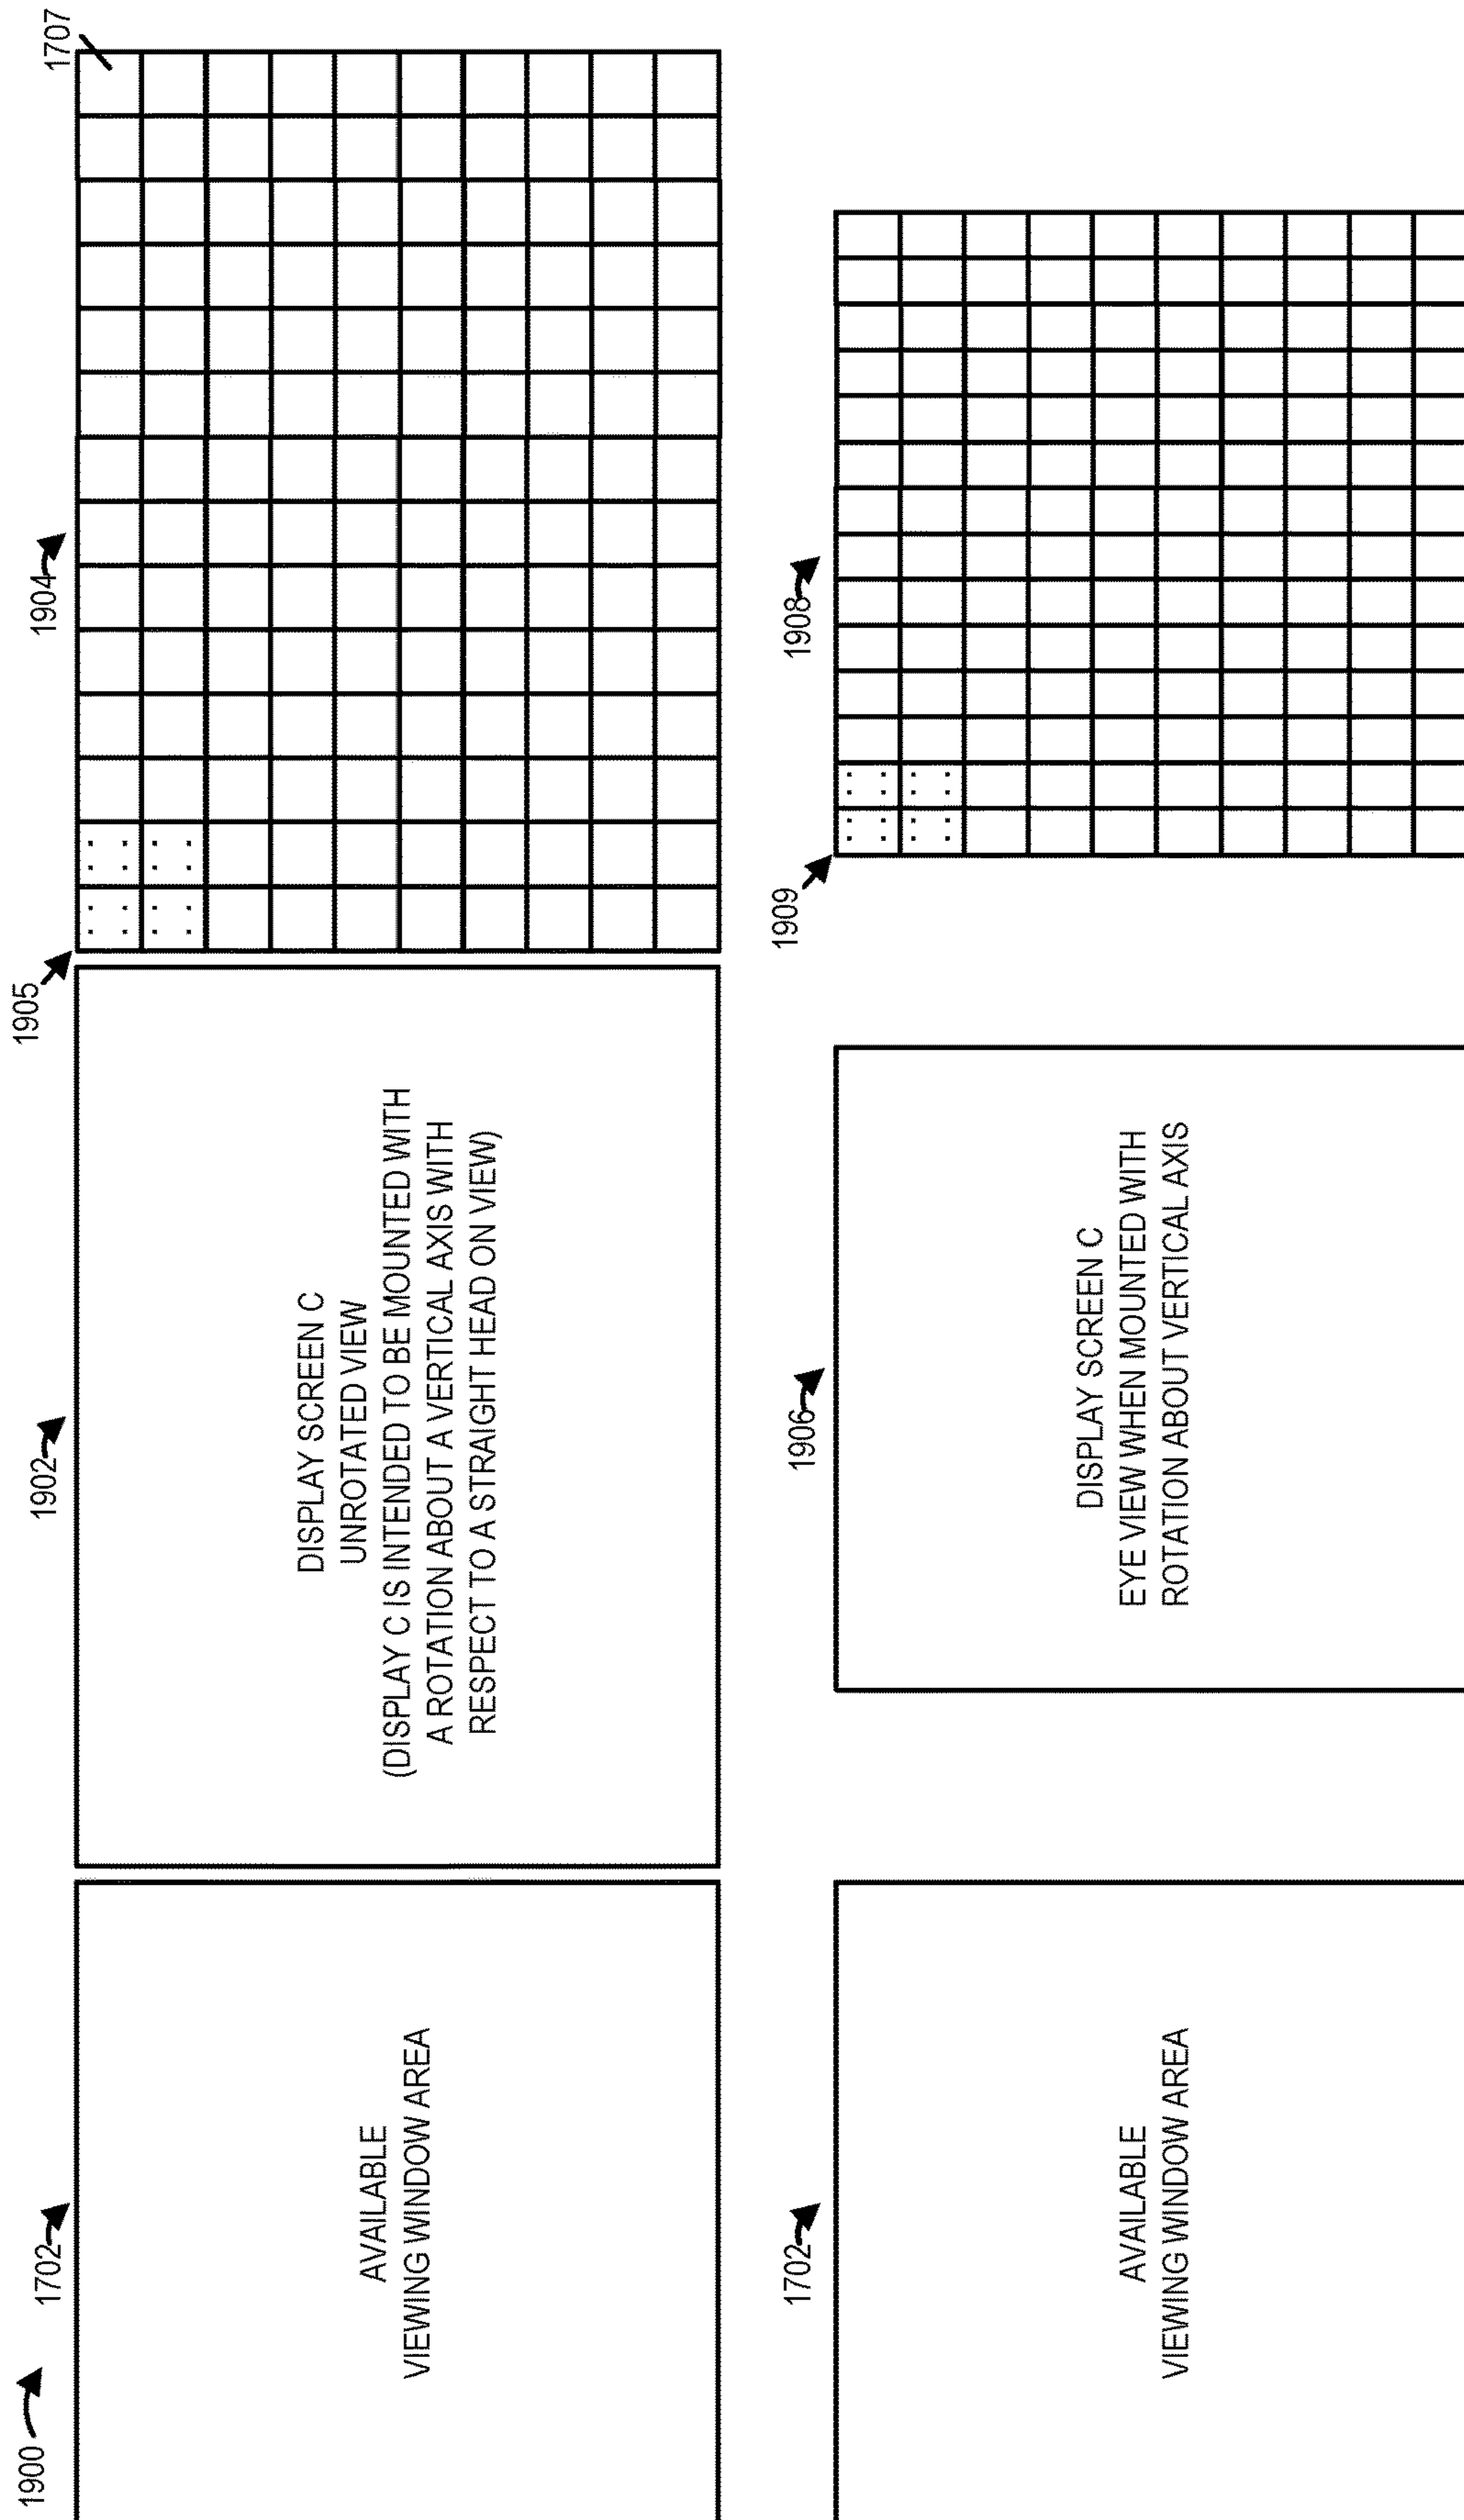 1900
1702
AVAILABLE
VIEWING WINDOW AREA
1902
DISPLAY SCREEN C
UNROTATED VIEW
(DISPLAY C IS INTENDED TO BE MOUNTED WITH
A ROTATION ABOUT A VERTICAL AXIS WITH
RESPECT TO A STRAIGHT HEAD ON VIEW)
1905
1904
1707
1702
AVAILABLE
VIEWING WINDOW AREA
1906
DISPLAY SCREEN C
EYE VIEW WHEN MOUNTED WITH
ROTATION ABOUT VERTICAL AXIS
1909
1908